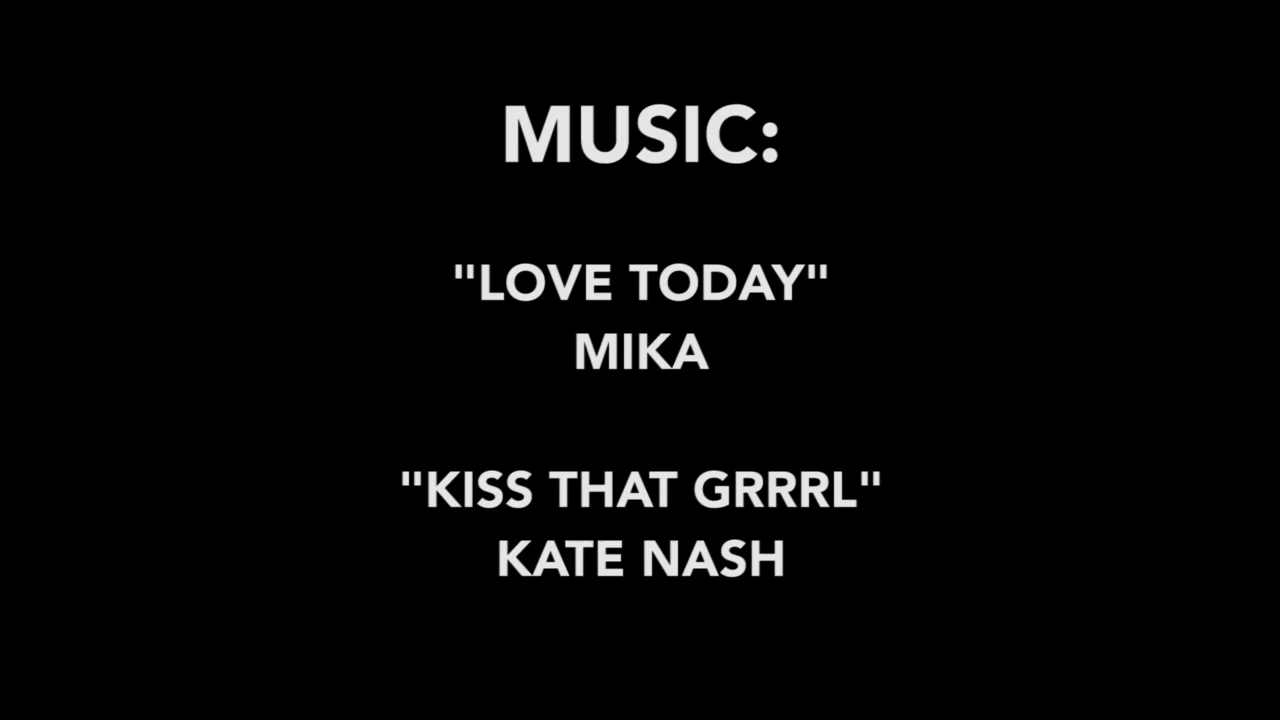 MUSIC:
"LOVE TODAY"
MIKA
"KISS THAT GRRRL"
KATE NASH